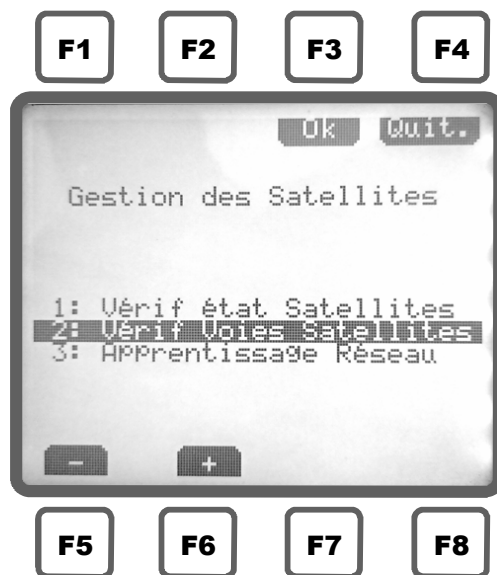 F1 F2 F3 F4
Ok Quit.
Gestion des Satellites
1: Vérif état Satellites
2: Vérif Voies Satellites
3: Apprentissage Réseau
- +
F5 F6 F7 F8